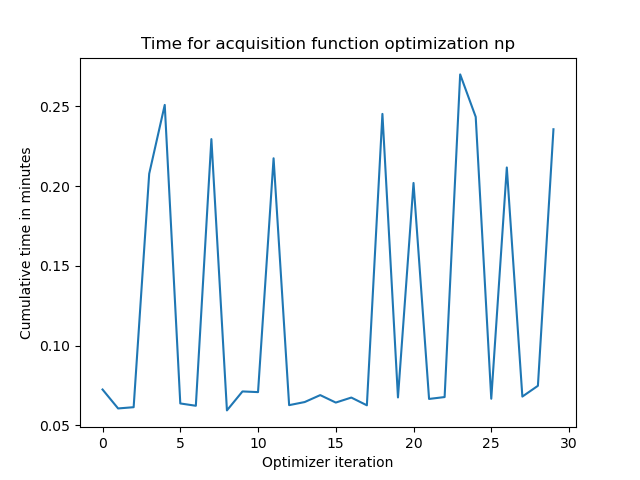 Time for acquisition function optimization np
Cumulative time in minutes
0.25
0.20
0.15
0.10
0.05
0 5 10 15 20 25 30
Optimizer iteration